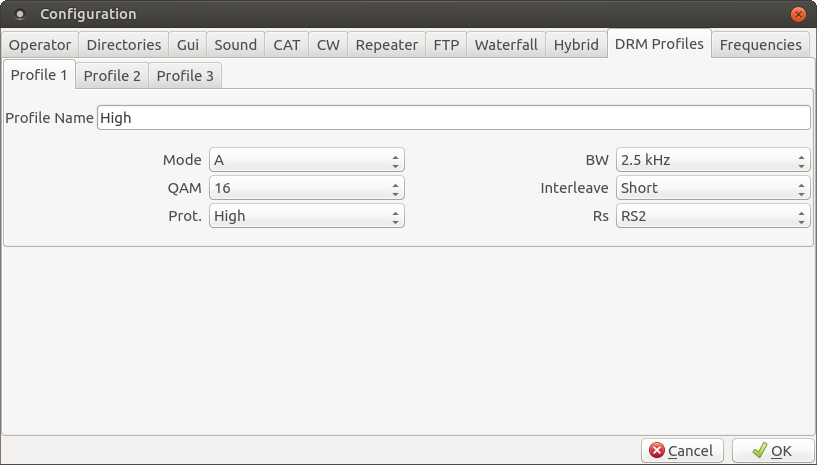 Configuration
Operator Directories Gui Sound CAT CW Repeater FTP Waterfall Hybrid DRM Profiles Frequencies
Profile 1 Profile 2 Profile 3
Profile Name High
Mode A BW 2.5 kHz
QAM 16 Interleave Short
Prot. High Rs RS2
Cancel OK